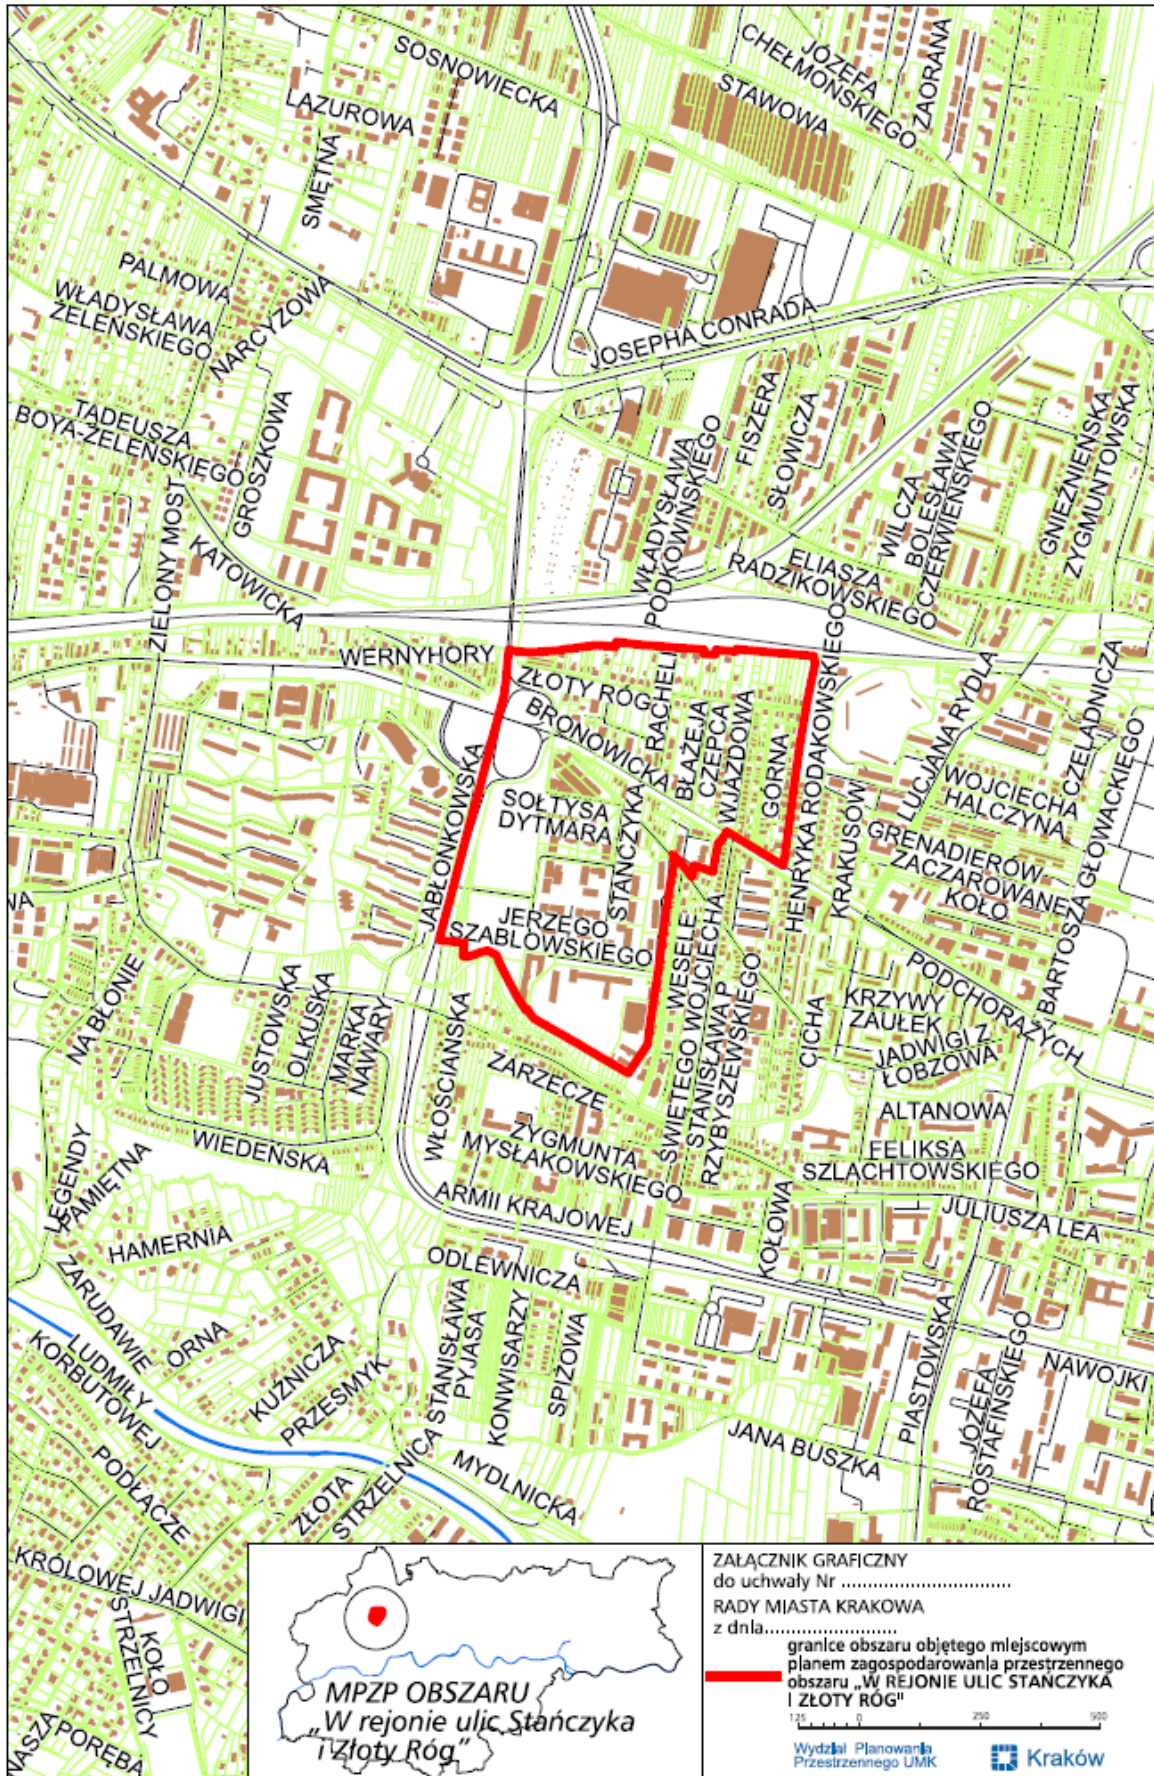 SOSNOWIECKA
LAZUROWA
SMĘTNA
JÓZEFA
CHEŁMOŃSKIEGO
STAWOWA
ZAORANA
PALMOWA
WŁADYSŁAWA
ŻELEŃSKIEGO
NARCYZOWA
JOSEPHA CONRADA
TADEUSZA
BOYA-ŻELEŃSKIEGO
GROSZKOWA
ZIELONY MOST
KATOWICKA
WŁADYSŁAWA
PODKOWIŃSKIEGO
FISZERA
SŁOWICZA
WILCZA
BOLESŁAWA
CZERWIEŃSKIEGO
GNIEŹNIEŃSKA
ZYGMUNTOWSKA
ELIASZA
RADZIKOWSKIEGO
WERNYHORY
ZŁOTY RÓG
BRONOWICKA
RACHELI
BŁAŻEJA
CZEPCA
WJAZDOWA
GÓRNA
HENRYKA RODAKOWSKIEGO
LUCJANA RYDLA
CZELADNICZA
WOJCIECHA
HALCZYNA
KRAKUSÓW
GRENADIERÓW
ZACZAROWANE
KOŁO
BARTOSZA GŁOWACKIEGO
JABŁONKOWSKA
SOŁTYSA
DYTMARA
STAŃCZYKA
JERZEGO
SZABLOWSKIEGO
WESELE
ŚWIĘTEGO WOJCIECHA
STANISŁAWA P
RZYBYSZEWSKIEGO
CICHA
PODCHORĄŻYCH
KRZYWY
ZAUŁEK
JADWIGI Z
ŁOBZOWA
ALTANOWA
FELIKSA
SZLACHTOWSKIEGO
NA BŁONIE
JUSTOWSKA
OLKUSKA
MARKA
NAWARY
WŁOŚCIAŃSKA
ZARZECZE
WIEDEŃSKA
ZYGMUNTA
MYSŁAKOWSKIEGO
ARMII KRAJOWEJ
KOŁOWA
JULIUSZA LEA
LEGENDY
PAMIĘTNA
HAMERNIA
ZARUDAWIE
ORNA
KUŹNICZA
PRZESMYK
LUDMIŁY
KORBUTOWEJ
ODLEWNICZA
STANISŁAWA
PYJASA
KONWISARZY
SPIŻOWA
PIASTOWSKA
JÓZEFA
ROSTAFIŃSKIEGO
NAWOJKI
JANA BUSZKA
MYDLNICKA
STRZELNICA
ZŁOTA
PODŁĄCZE
KRÓLOWEJ JADWIGI
STRZELNICY
KOŁO
PORĘBA
NASZA
NA
MPZP OBSZARU
„W rejonie ulic Stańczyka
i Złoty Róg”
ZAŁĄCZNIK GRAFICZNY
do uchwały Nr ..................................
RADY MIASTA KRAKOWA
z dnia..........................
granice obszaru objętego miejscowym
planem zagospodarowania przestrzennego
obszaru „W REJONIE ULIC STAŃCZYKA
I ZŁOTY RÓG"
125 0 250 500
Wydział Planowania
Przestrzennego UMK
Kraków